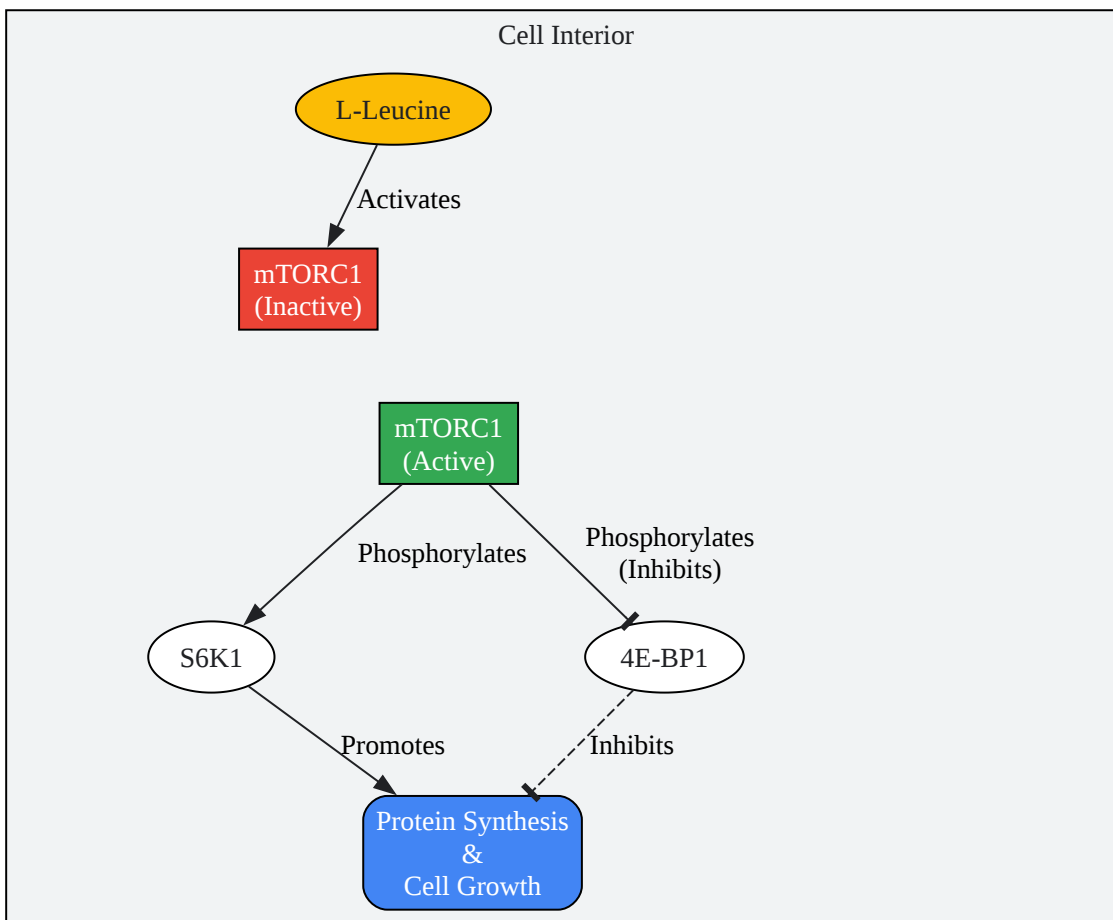 Cell Interior
L-Leucine
Activates
mTORC1
(Inactive)
mTORC1
(Active)
Phosphorylates
Phosphorylates
(Inhibits)
S6K1
4E-BP1
Promotes
Inhibits
Protein Synthesis
&
Cell Growth